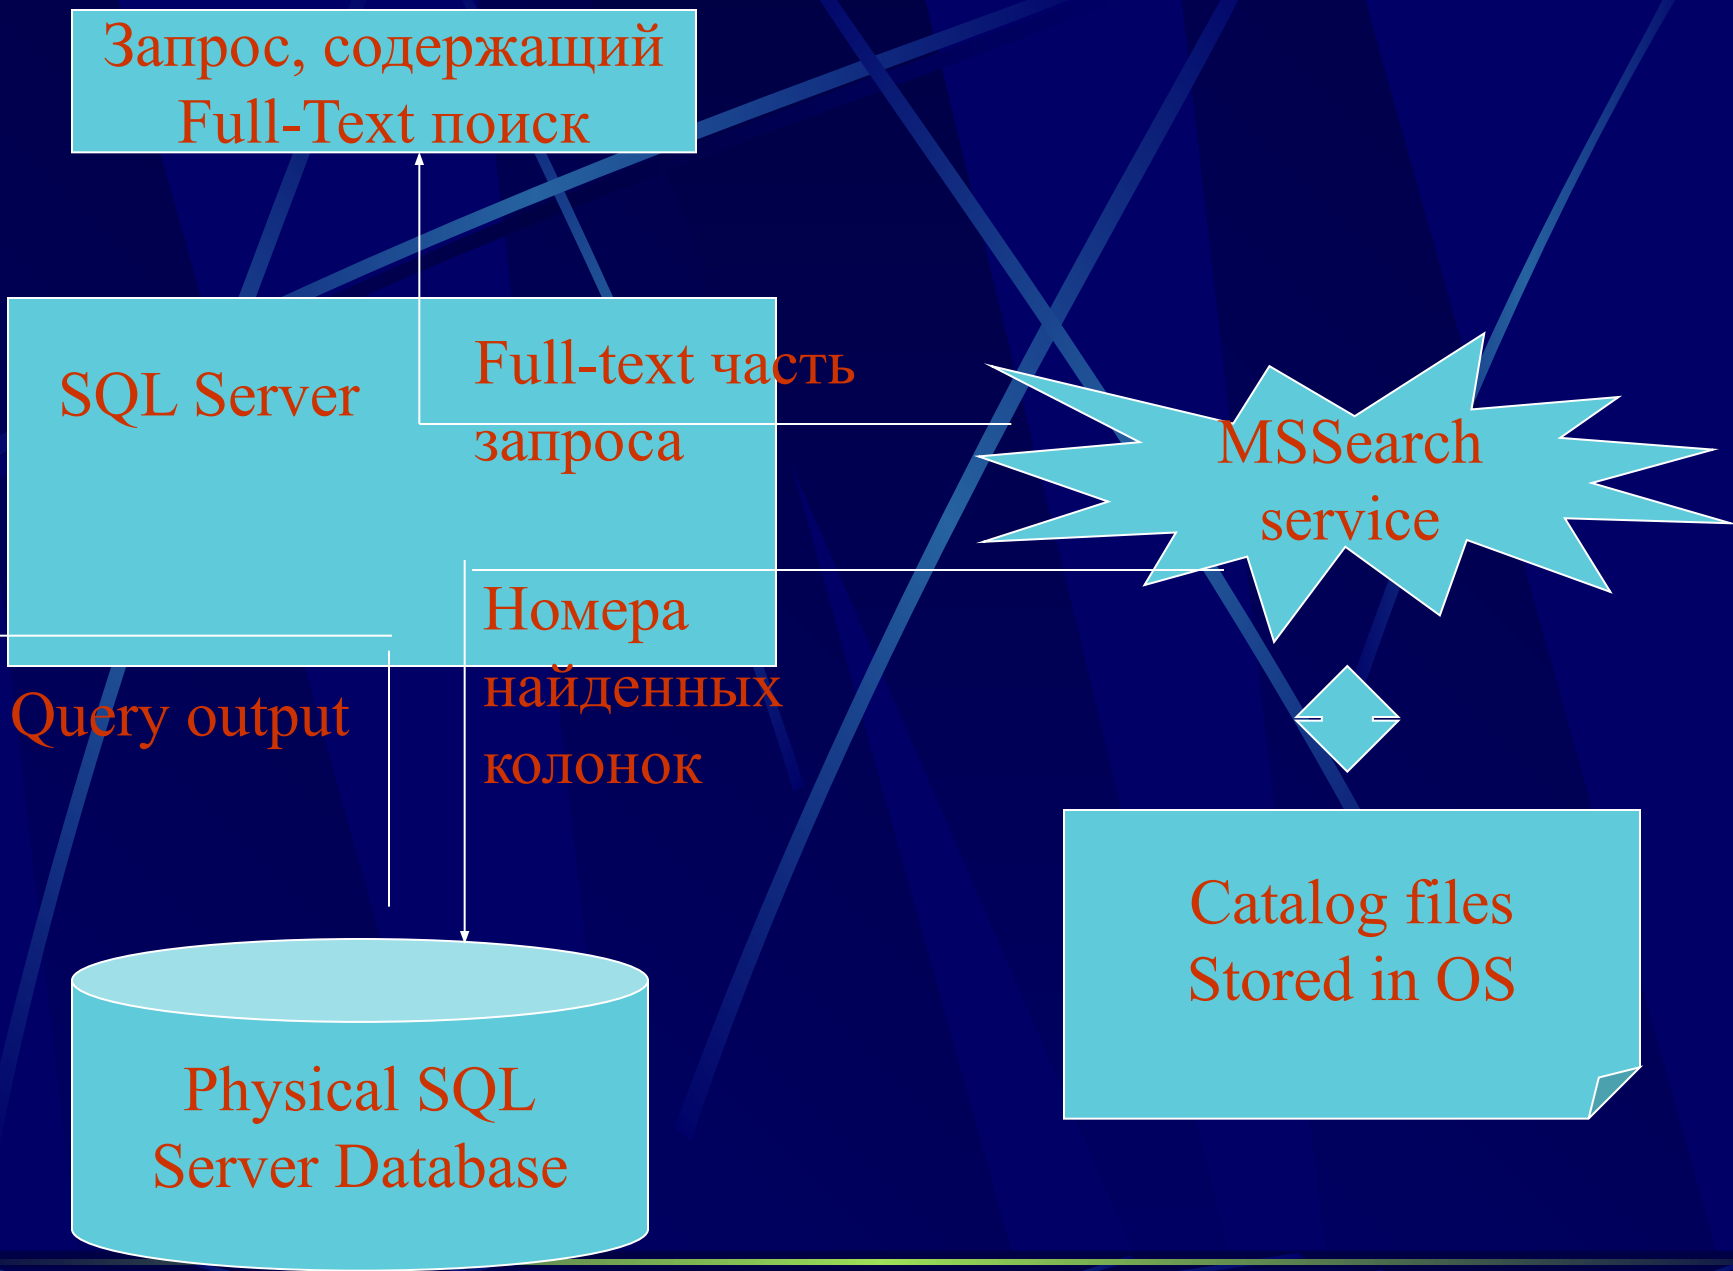 Запрос, содержащий
Full-Text поиск
SQL Server
Full-text часть
запроса
MSSearch
service
Номера
найденных
колонок
Query output
Catalog files
Stored in OS
Physical SQL
Server Database